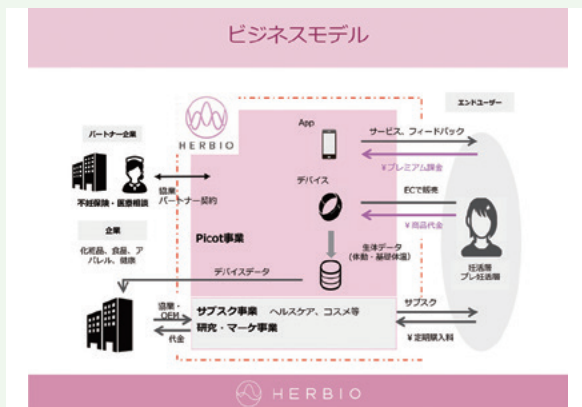 ビジネスモデル
エンドユーザー
HERBIO
パートナー企業
不妊保険・医療相談
協業・
パートナー契約
App
サービス、フィードバック
¥プレミアム課金
デバイス
ECで販売
¥商品代金
Picot事業
生体データ
(体動・基礎体温)
妊活層
プレ妊活層
企業
化粧品、食品、ア
パレル、健康
デバイスデータ
協業・
OEM
代金
サブスク事業 ヘルスケア、コスメ等
研究・マーケ事業
サブスク
¥定期購入料
HERBIO